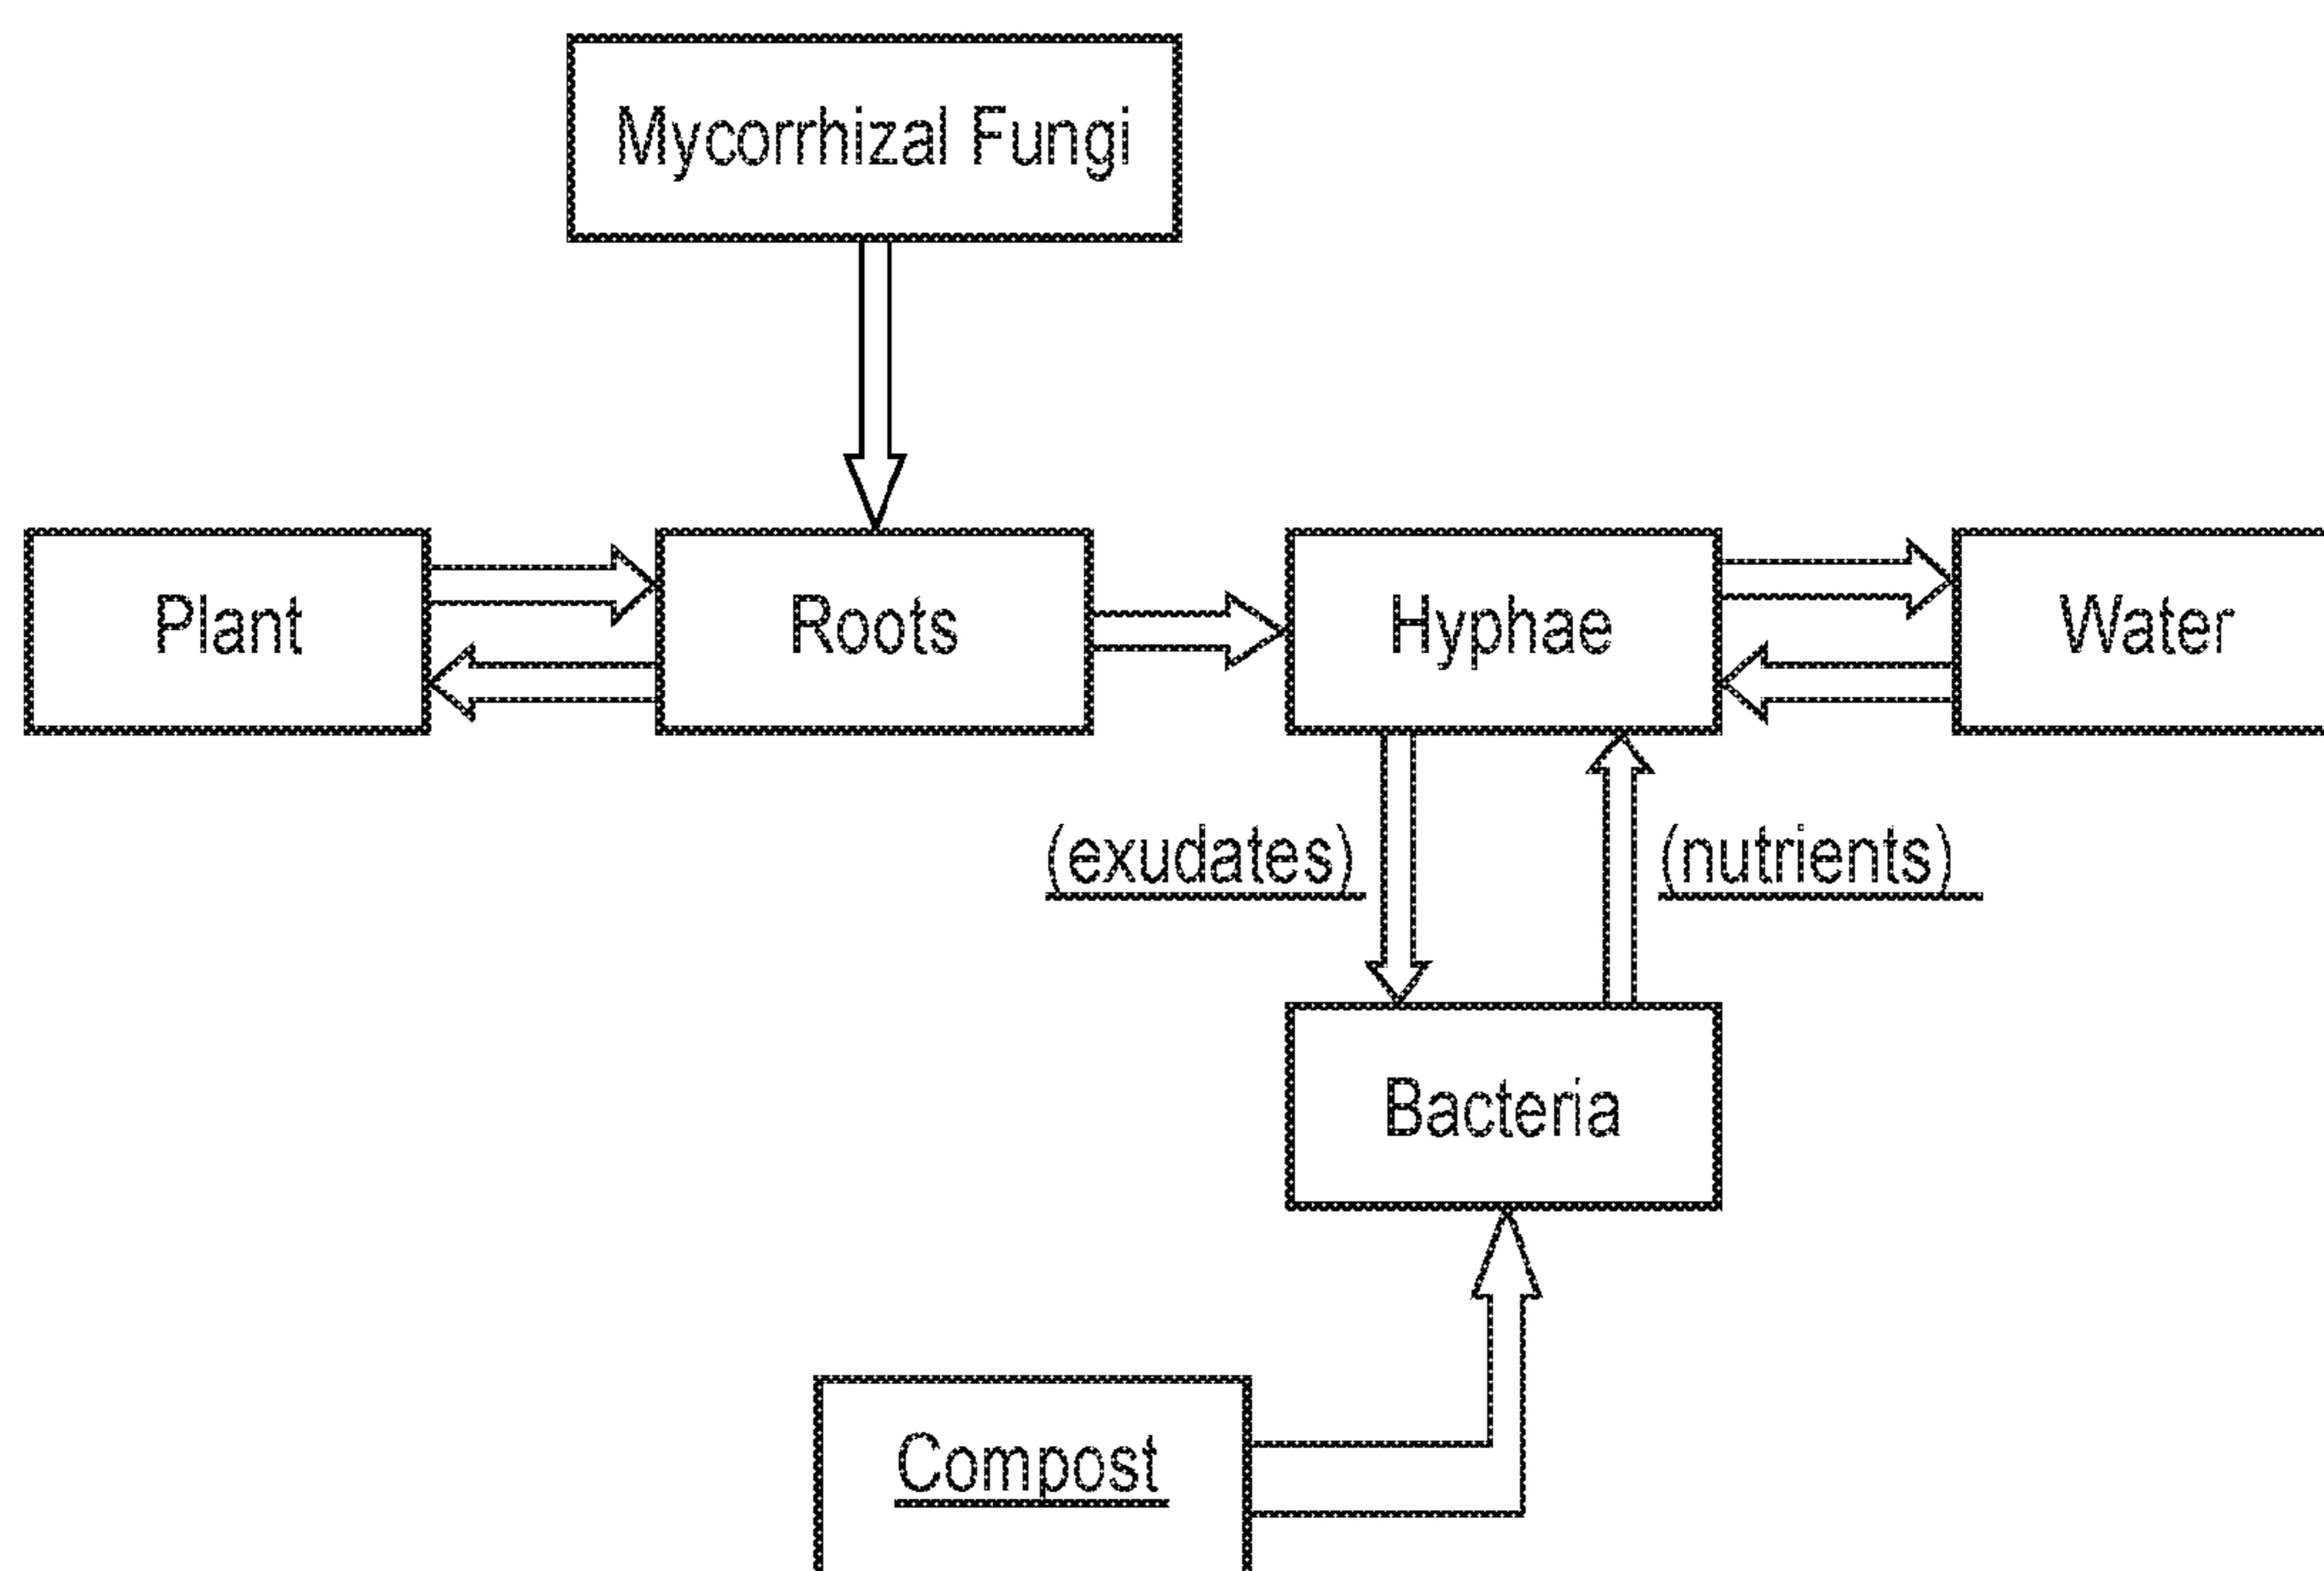 Mycorrhizal Fungi
Plant
Roots
Hyphae
Water
(exudates)
(nutrients)
Bacteria
Compost